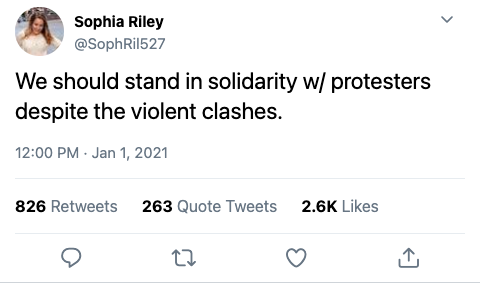 Sophia Riley
@SophRil527
We should stand in solidarity w/ protesters
despite the violent clashes.
12:00 PM · Jan 1, 2021
826 Retweets 263 Quote Tweets 2.6K Likes